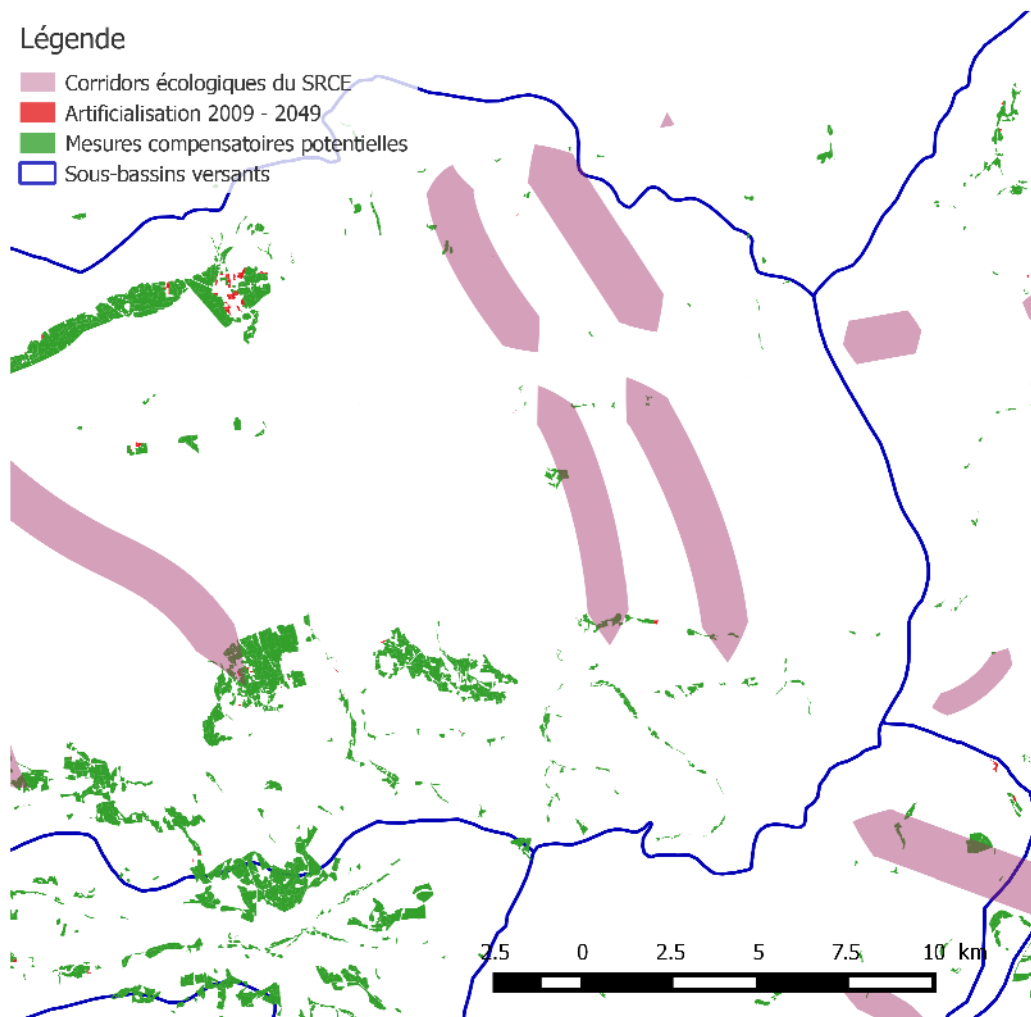 Légende
Corridors écologiques du SRCE
Artificialisation 2009 - 2049
Mesures compensatoires potentielles
Sous-bassins versants
2.5 0 2.5 5 7.5 10 km